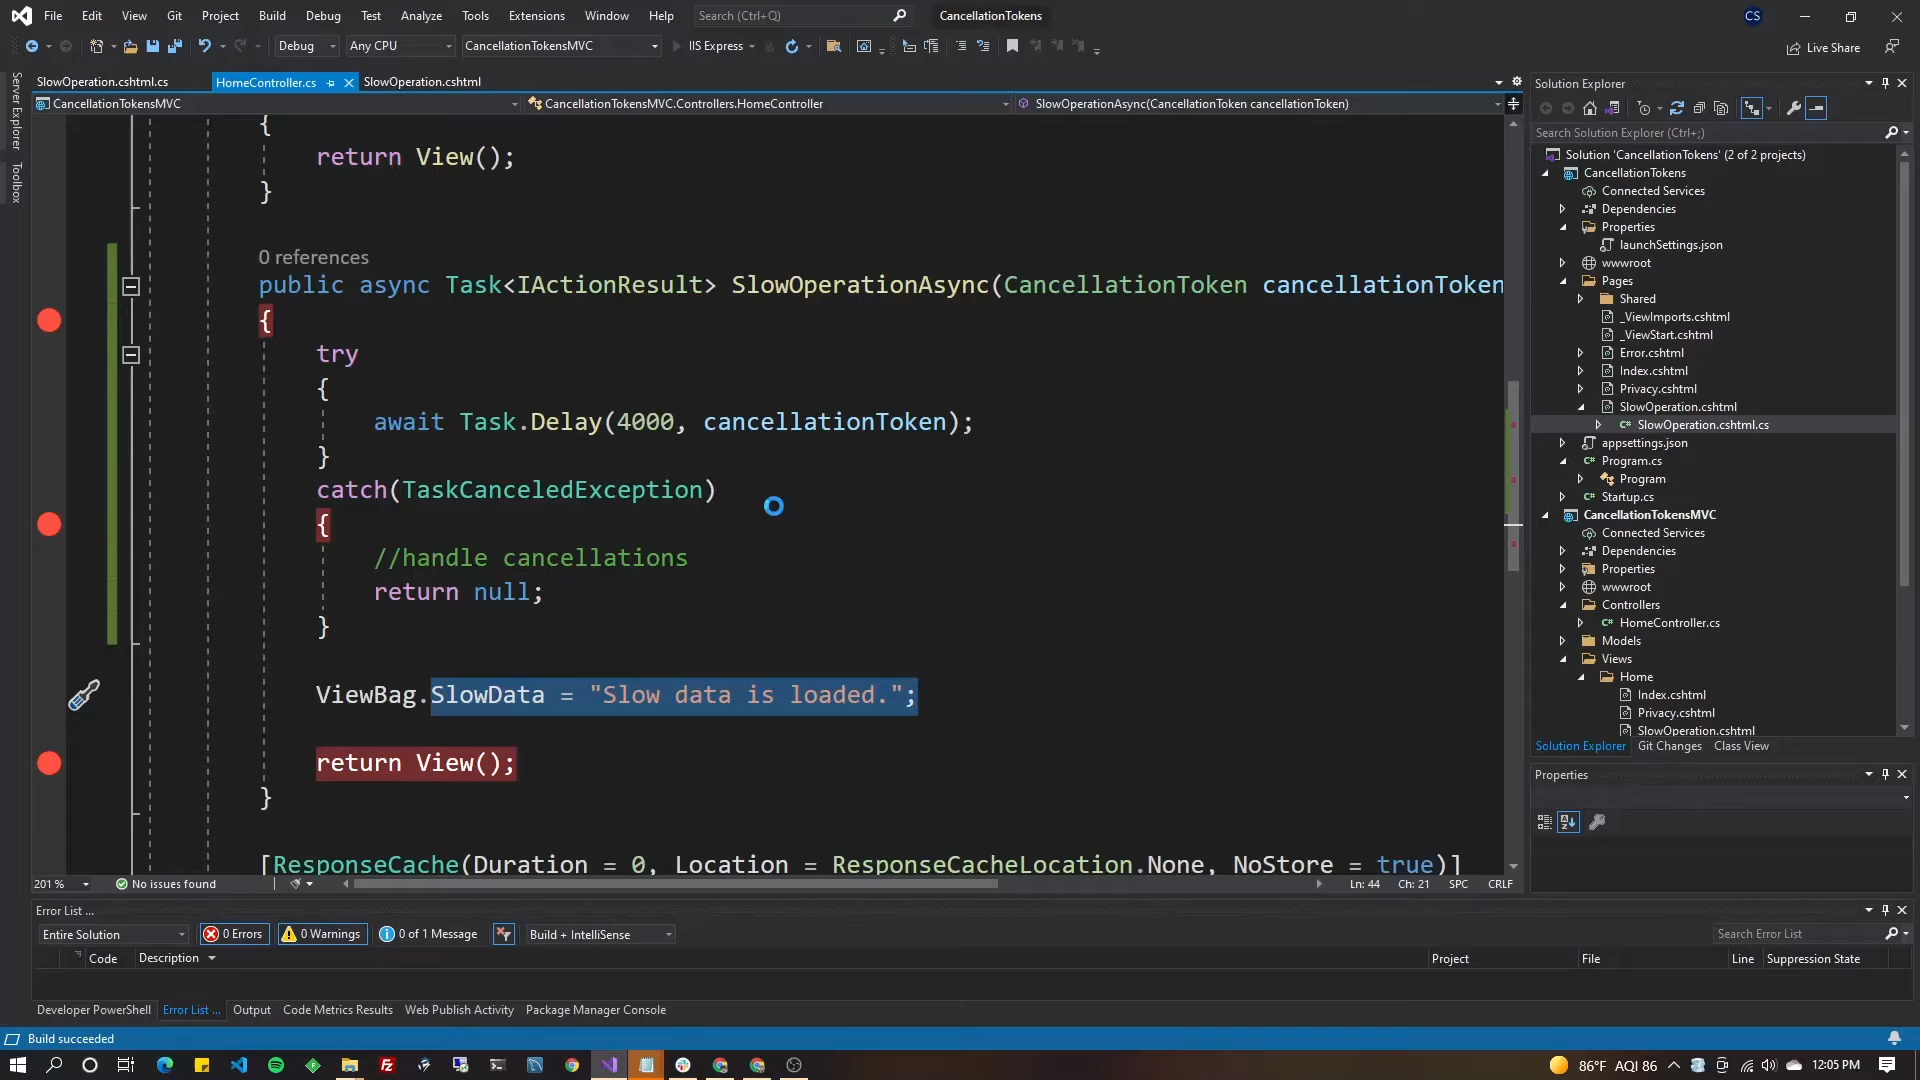 File Edit View Git Project Build Debug Test Analyze Tools Extensions Window Help Search (Ctrl+Q) CancellationTokens CS
Debug Any CPU CancellationTokensMVC IIS Express Live Share
SlowOperation.cshtml.cs HomeController.cs SlowOperation.cshtml
CancellationTokensMVC CancellationTokensMVC.Controllers.HomeController SlowOperationAsync(CancellationToken cancellationToken)
Server Explorer
Toolbox
{
return View();
}
0 references
public async Task<IActionResult> SlowOperationAsync(CancellationToken cancellationToken
{
try
{
await Task.Delay(4000, cancellationToken);
}
catch(TaskCanceledException)
{
//handle cancellations
return null;
}
ViewBag.SlowData = "Slow data is loaded.";
return View();
}
[ResponseCache(Duration = 0, Location = ResponseCacheLocation.None, NoStore = true)]
201 % No issues found Ln: 44 Ch: 21 SPC CRLF
Solution Explorer
Search Solution Explorer (Ctrl+;)
Solution 'CancellationTokens' (2 of 2 projects)
CancellationTokens
Connected Services
Dependencies
Properties
launchSettings.json
wwwroot
Pages
Shared
_ViewImports.cshtml
_ViewStart.cshtml
Error.cshtml
Index.cshtml
Privacy.cshtml
SlowOperation.cshtml
C# SlowOperation.cshtml.cs
appsettings.json
C# Program.cs
Program
C# Startup.cs
CancellationTokensMVC
Connected Services
Dependencies
Properties
wwwroot
Controllers
C# HomeController.cs
Models
Views
Home
Index.cshtml
Privacy.cshtml
SlowOperation.cshtml
Solution Explorer Git Changes Class View
Properties
Error List ...
Entire Solution 0 Errors 0 Warnings 0 of 1 Message Build + IntelliSense Search Error List
Code Description Project File Line Suppression State
Developer PowerShell Error List ... Output Code Metrics Results Web Publish Activity Package Manager Console
Build succeeded
86°F AQI 86 12:05 PM